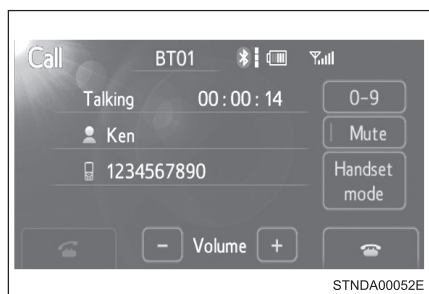 Call BT01
Talking 00:00:14 0-9
Ken Mute
1234567890 Handset
mode
− Volume +
STNDA00052E